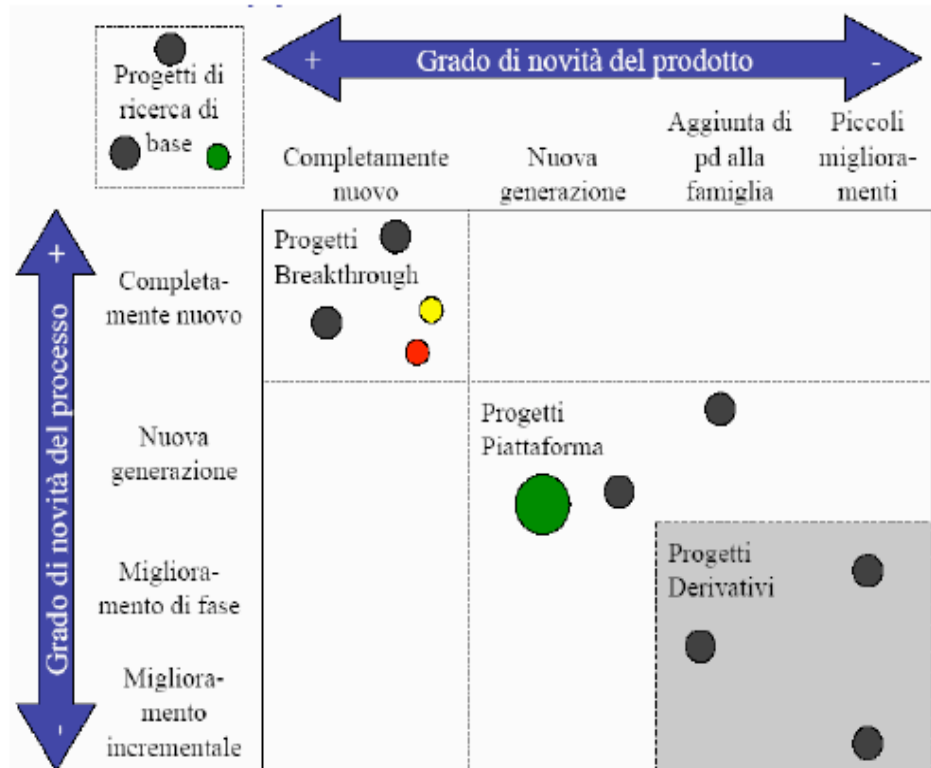 Progetti di
ricerca di
base
+ Grado di novità del prodotto -
Completamente
nuovo
Nuova
generazione
Aggiunta di
pd alla
famiglia
Piccoli
migliora-
menti
+ Grado di novità del processo -
Completa-
mente nuovo
Nuova
generazione
Migliora-
mento di fase
Migliora-
mento
incrementale
Progetti
Breakthrough
Progetti
Piattaforma
Progetti
Derivativi